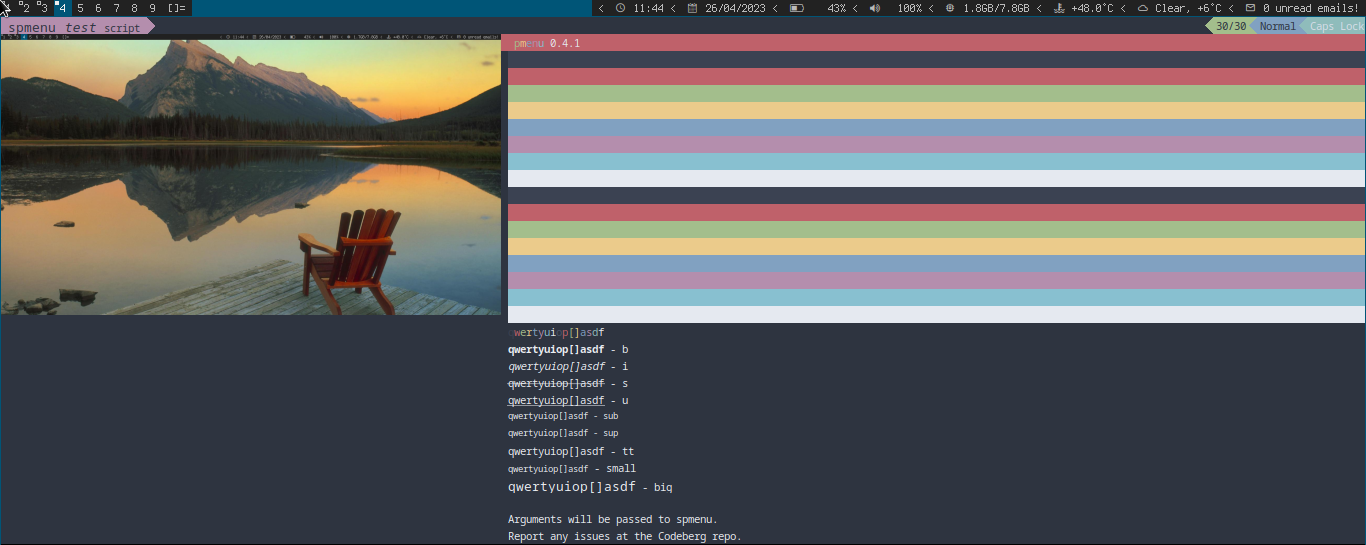 1 2 3 4 5 6 7 8 9 []= < 11:44 < 26/04/2023 < 43% < 100% < 1.8GB/7.8GB < +48.0°C < Clear, +6°C < 0 unread emails!
spmenu test script 30/30 Normal Caps Lock
pmenu 0.4.1
qwertyuiop[]asdf
qwertyuiop[]asdf - b
qwertyuiop[]asdf - i
qwertyuiop[]asdf - s
qwertyuiop[]asdf - u
qwertyuiop[]asdf - sub
qwertyuiop[]asdf - sup
qwertyuiop[]asdf - tt
qwertyuiop[]asdf - small
qwertyuiop[]asdf - big
Arguments will be passed to spmenu.
Report any issues at the Codeberg repo.